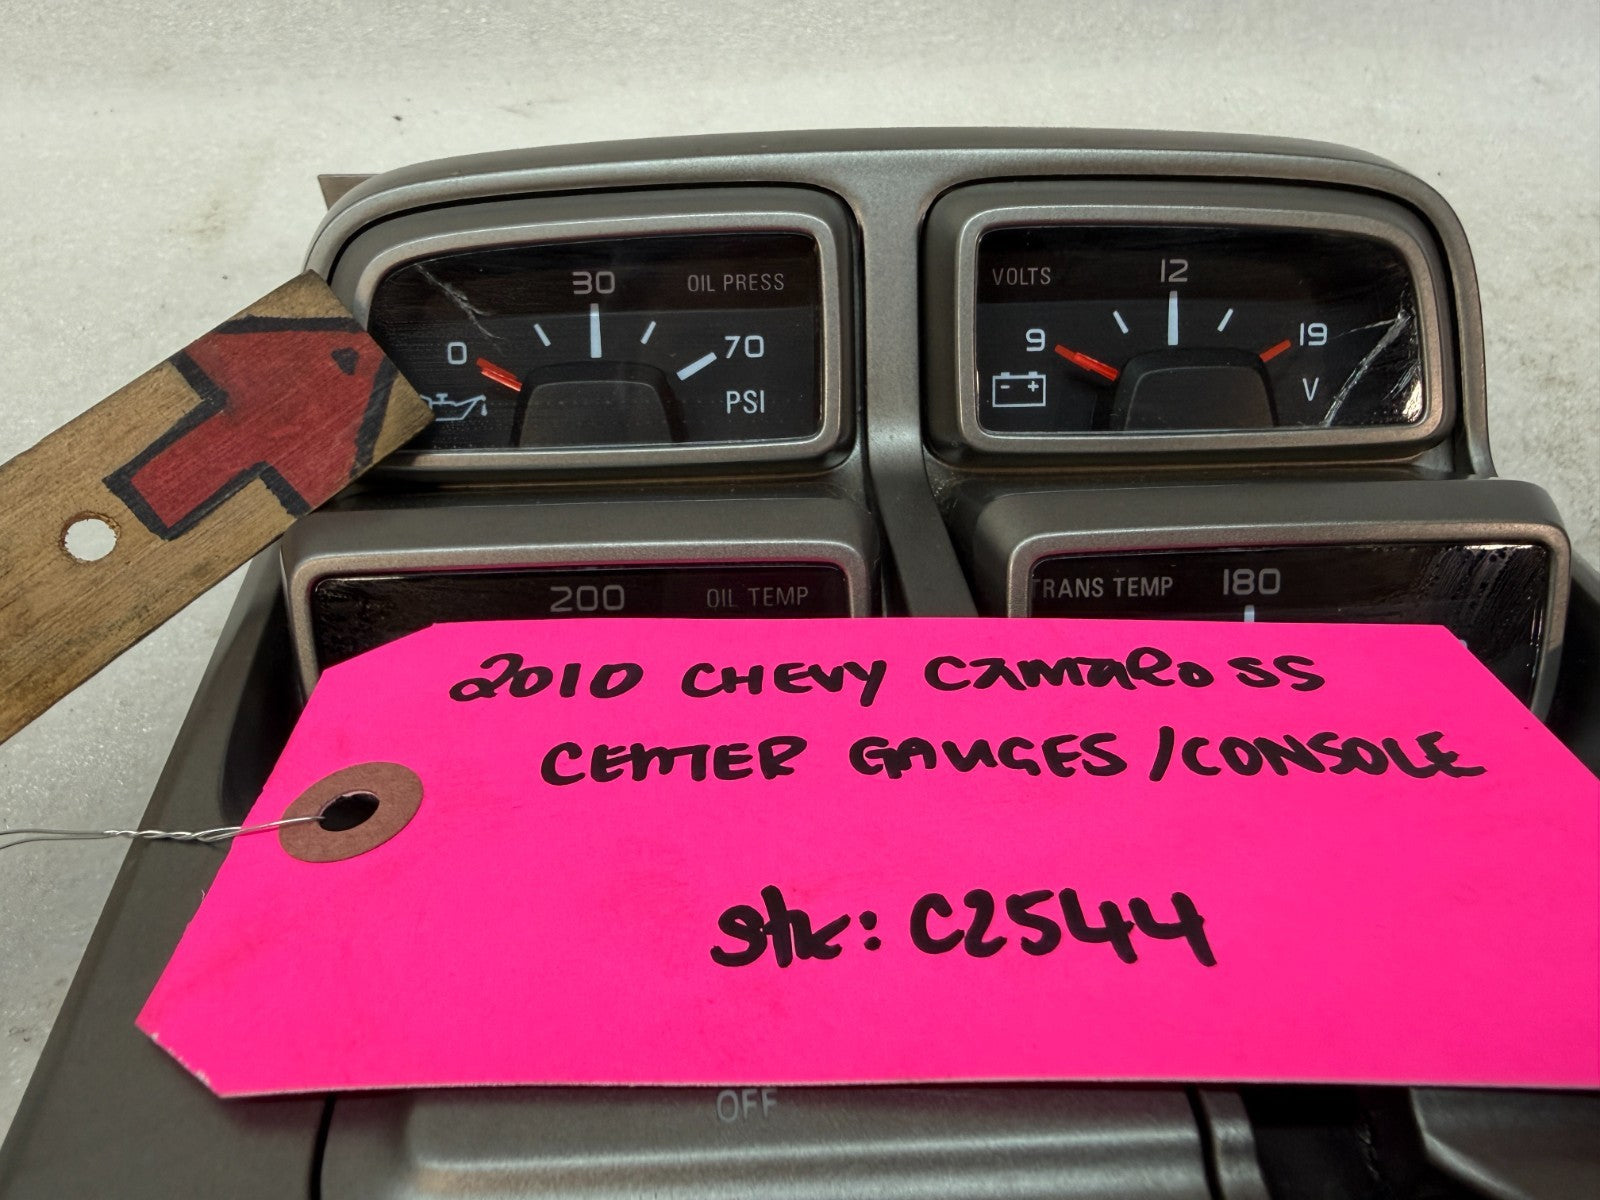 30 OIL PRESS
0 70
PSI
VOLTS 12
9 19
V
200 OIL TEMP
TRANS TEMP 180
2010 CHEVY CAMARO SS
CENTER GAUGES/CONSOLE
stk: C2544
OFF